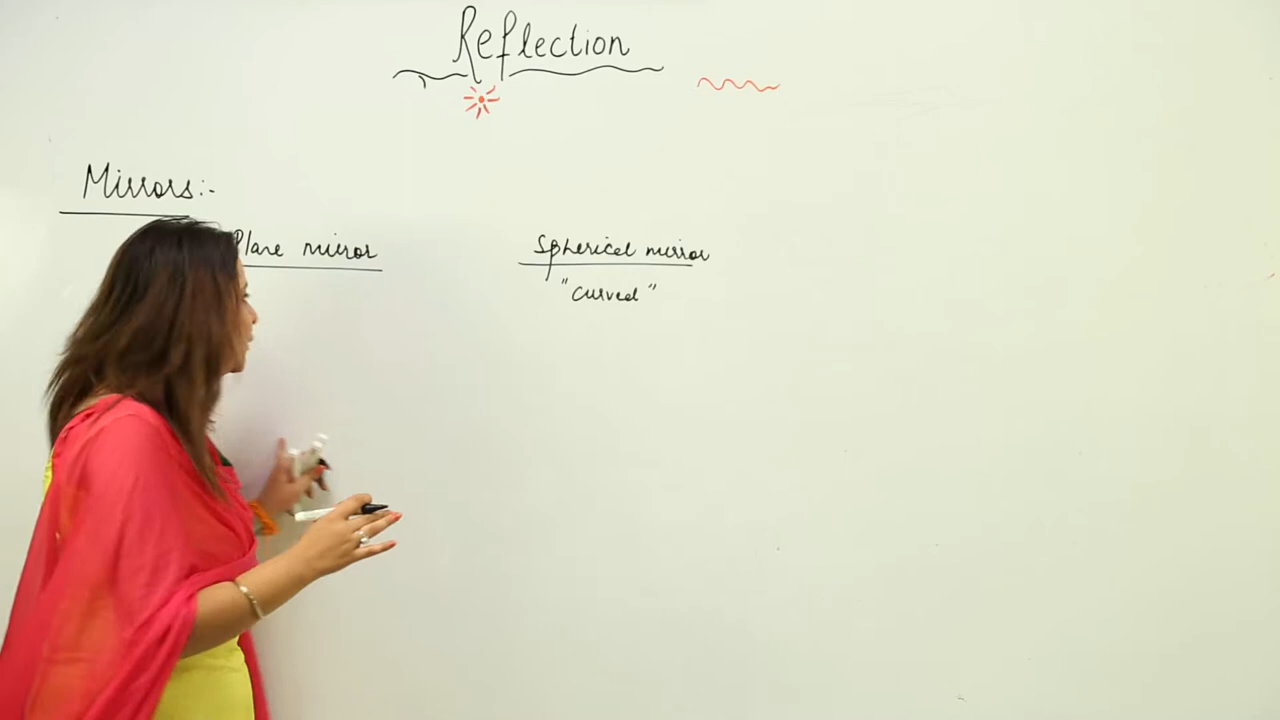 Reflection
Mirrors:-
Plane mirror
Spherical mirror
"curved"